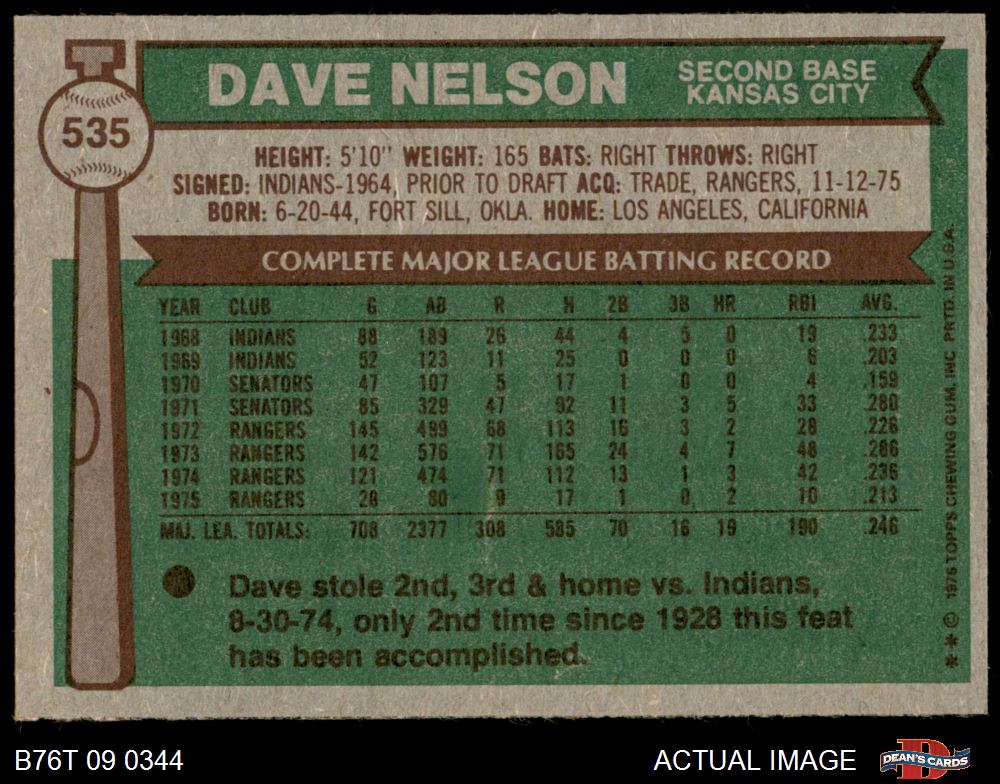 DAVE NELSON
SECOND BASE
KANSAS CITY
535
HEIGHT: 5'10" WEIGHT: 165 BATS: RIGHT THROWS: RIGHT
SIGNED: INDIANS-1964, PRIOR TO DRAFT ACQ: TRADE, RANGERS, 11-12-75
BORN: 6-20-44, FORT SILL, OKLA. HOME: LOS ANGELES, CALIFORNIA
COMPLETE MAJOR LEAGUE BATTING RECORD
YEAR CLUB G AB R H 2B 3B HR RBI AVG.
1968 INDIANS 88 189 26 44 4 5 0 19 .233
1969 INDIANS 52 123 11 25 0 0 0 6 .203
1970 SENATORS 47 107 5 17 1 0 0 4 .159
1971 SENATORS 85 329 47 92 11 3 5 33 .280
1972 RANGERS 145 499 68 113 16 3 2 28 .226
1973 RANGERS 142 576 71 165 24 4 7 48 .286
1974 RANGERS 121 474 71 112 13 1 3 42 .236
1975 RANGERS 28 80 9 17 1 0 2 10 .213
MAJ. LEA. TOTALS: 708 2377 308 585 70 16 19 190 .246
Dave stole 2nd, 3rd & home vs. Indians,
8-30-74, only 2nd time since 1928 this feat
has been accomplished.
** © 1976 TOPPS CHEWING GUM, INC PRTD. IN U.S.A.
B76T 09 0344
ACTUAL IMAGE
DEAN'S CARDS